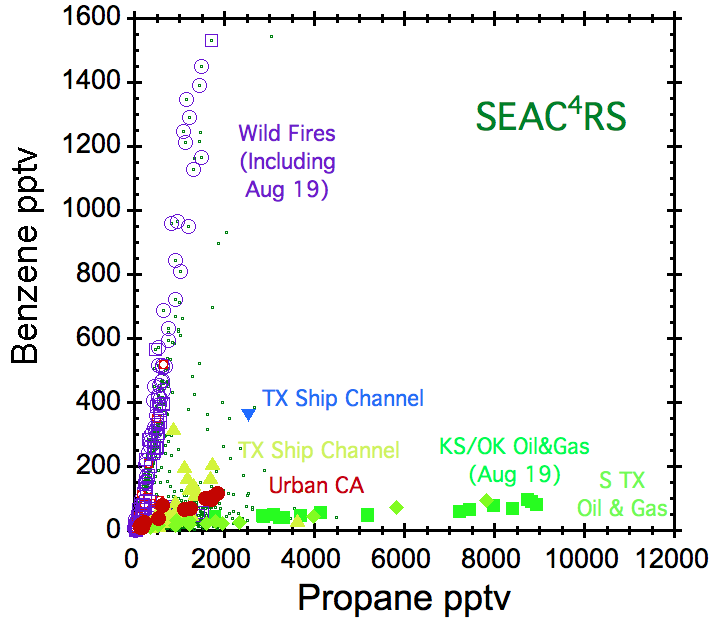 1600
1400
1200
1000
800
600
400
200
0
Benzene pptv
SEAC⁴RS
Wild Fires
(Including
Aug 19)
TX Ship Channel
TX Ship Channel
KS/OK Oil&Gas
(Aug 19)
Urban CA
S TX
Oil & Gas
0 2000 4000 6000 8000 10000 12000
Propane pptv